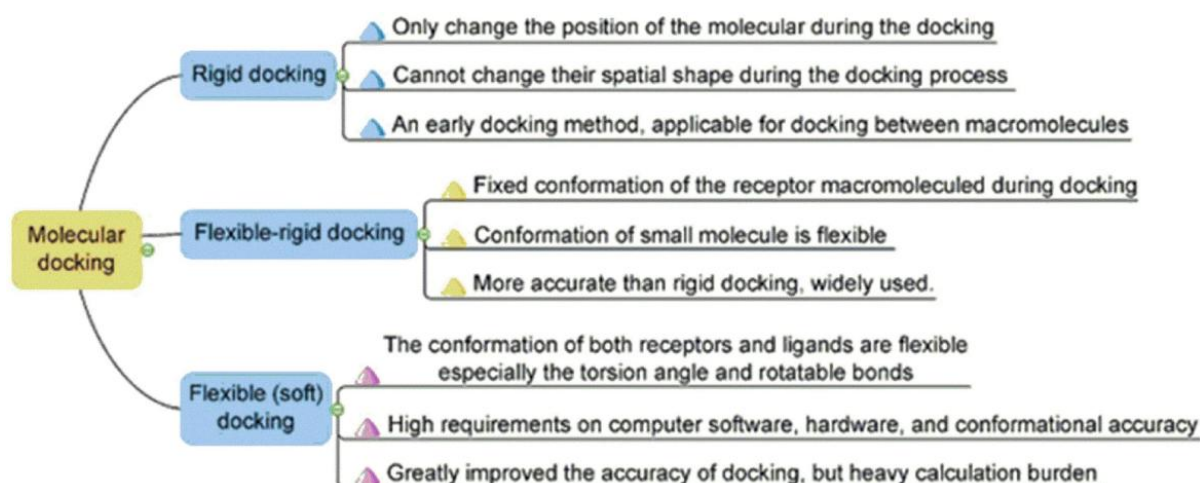 Only change the position of the molecular during the docking
Rigid docking
Cannot change their spatial shape during the docking process
An early docking method, applicable for docking between macromolecules
Fixed conformation of the receptor macromoleculed during docking
Molecular
docking
Flexible-rigid docking
Conformation of small molecule is flexible
More accurate than rigid docking, widely used.
The conformation of both receptors and ligands are flexible
especially the torsion angle and rotatable bonds
Flexible (soft)
docking
High requirements on computer software, hardware, and conformational accuracy
Greatly improved the accuracy of docking, but heavy calculation burden